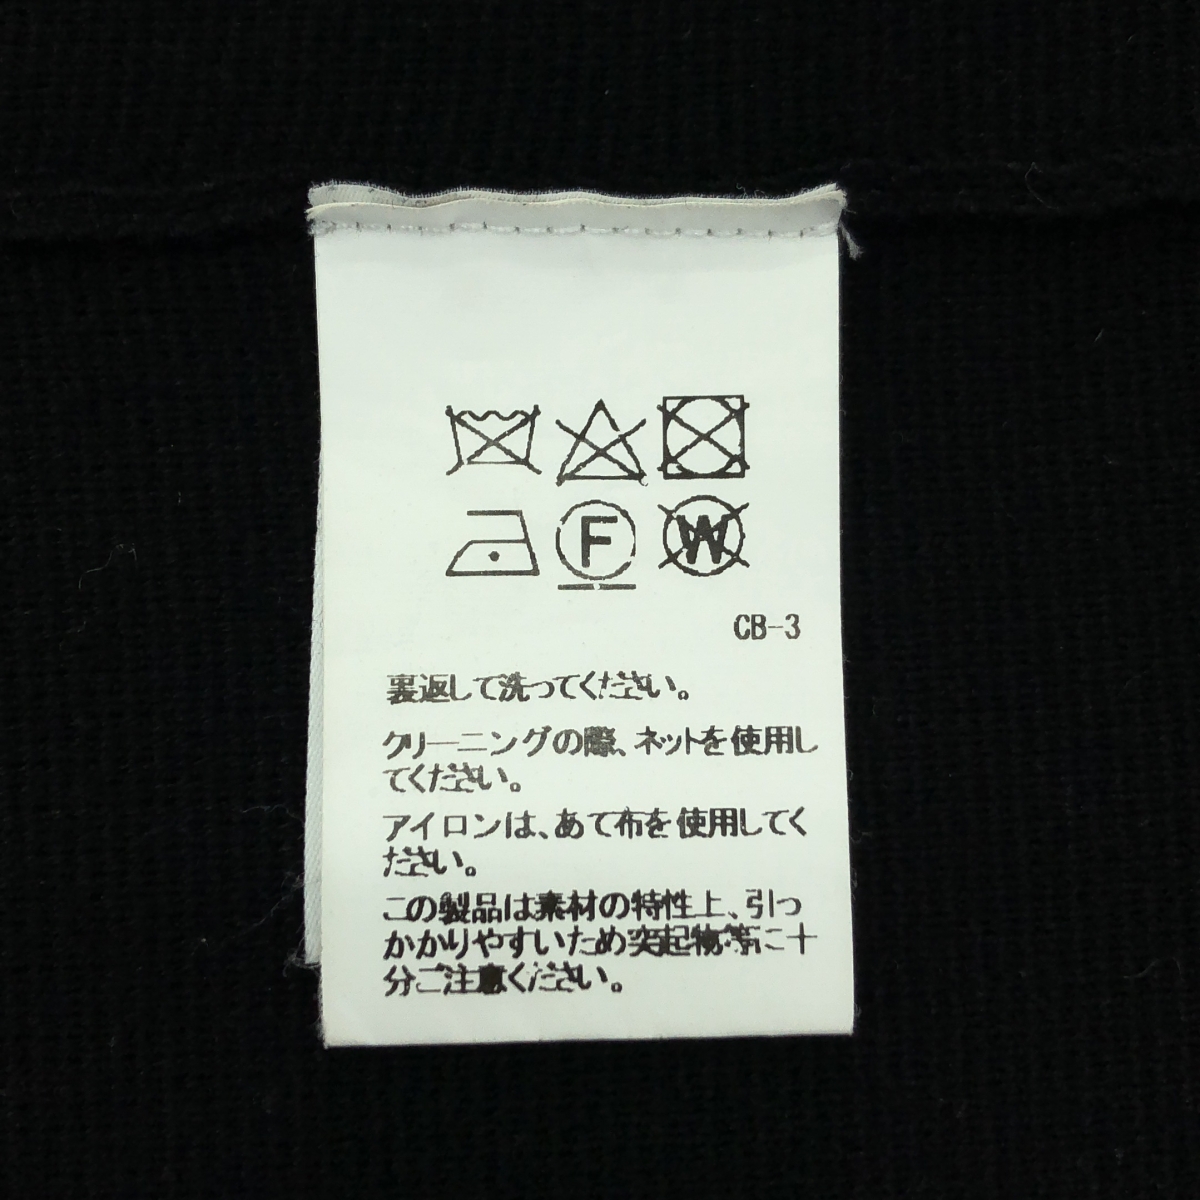 F W
CB-3
裏返して洗ってください。
クリーニングの際、ネットを使用し
てください。
アイロンは、あて布を使用してく
ださい。
この製品は素材の特性上、引っ
かかりやすいため突起物等に十
分ご注意ください。